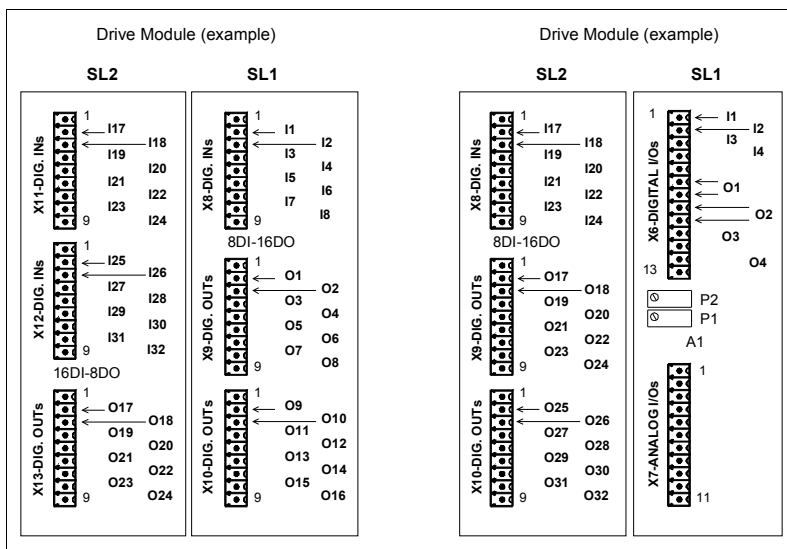 Drive Module (example)
SL2
SL1
X11-DIG. INs
1
I17
I18
I19
I20
I21
I22
I23
I24
9
X12-DIG. INs
1
I25
I26
I27
I28
I29
I30
I31
I32
9
16DI-8DO
X13-DIG. OUTs
1
O17
O18
O19
O20
O21
O22
O23
O24
9
X8-DIG. INs
1
I1
I2
I3
I4
I5
I6
I7
I8
9
8DI-16DO
X9-DIG. OUTs
1
O1
O2
O3
O4
O5
O6
O7
O8
9
X10-DIG. OUTs
1
O9
O10
O11
O12
O13
O14
O15
O16
9
Drive Module (example)
SL2
SL1
X8-DIG. INs
1
I17
I18
I19
I20
I21
I22
I23
I24
9
8DI-16DO
X9-DIG. OUTs
1
O17
O18
O19
O20
O21
O22
O23
O24
9
X10-DIG. OUTs
1
O25
O26
O27
O28
O29
O30
O31
O32
9
X6-DIGITAL I/Os
1
I1
I2
I3
I4
O1
O2
O3
O4
13
P2
P1
A1
X7-ANALOG I/Os
1
11